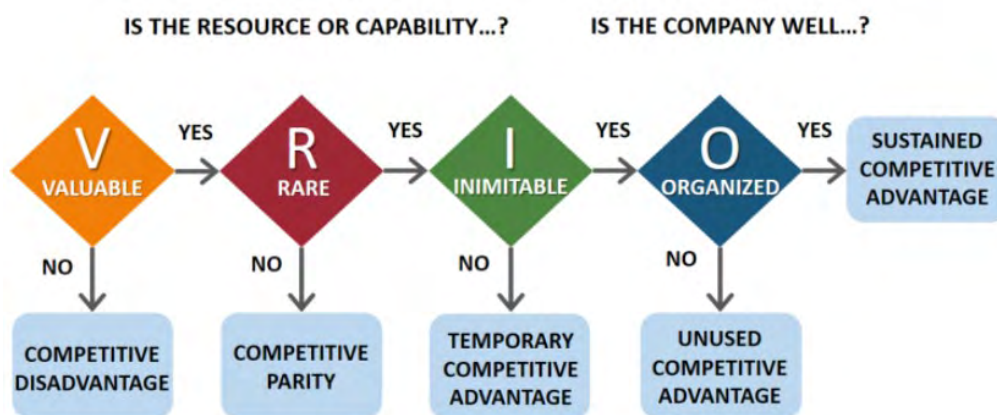 IS THE RESOURCE OR CAPABILITY...?
IS THE COMPANY WELL...?
V
VALUABLE
YES
R
RARE
YES
I
INIMITABLE
YES
O
ORGANIZED
YES
SUSTAINED
COMPETITIVE
ADVANTAGE
NO
NO
NO
NO
COMPETITIVE
DISADVANTAGE
COMPETITIVE
PARITY
TEMPORARY
COMPETITIVE
ADVANTAGE
UNUSED
COMPETITIVE
ADVANTAGE